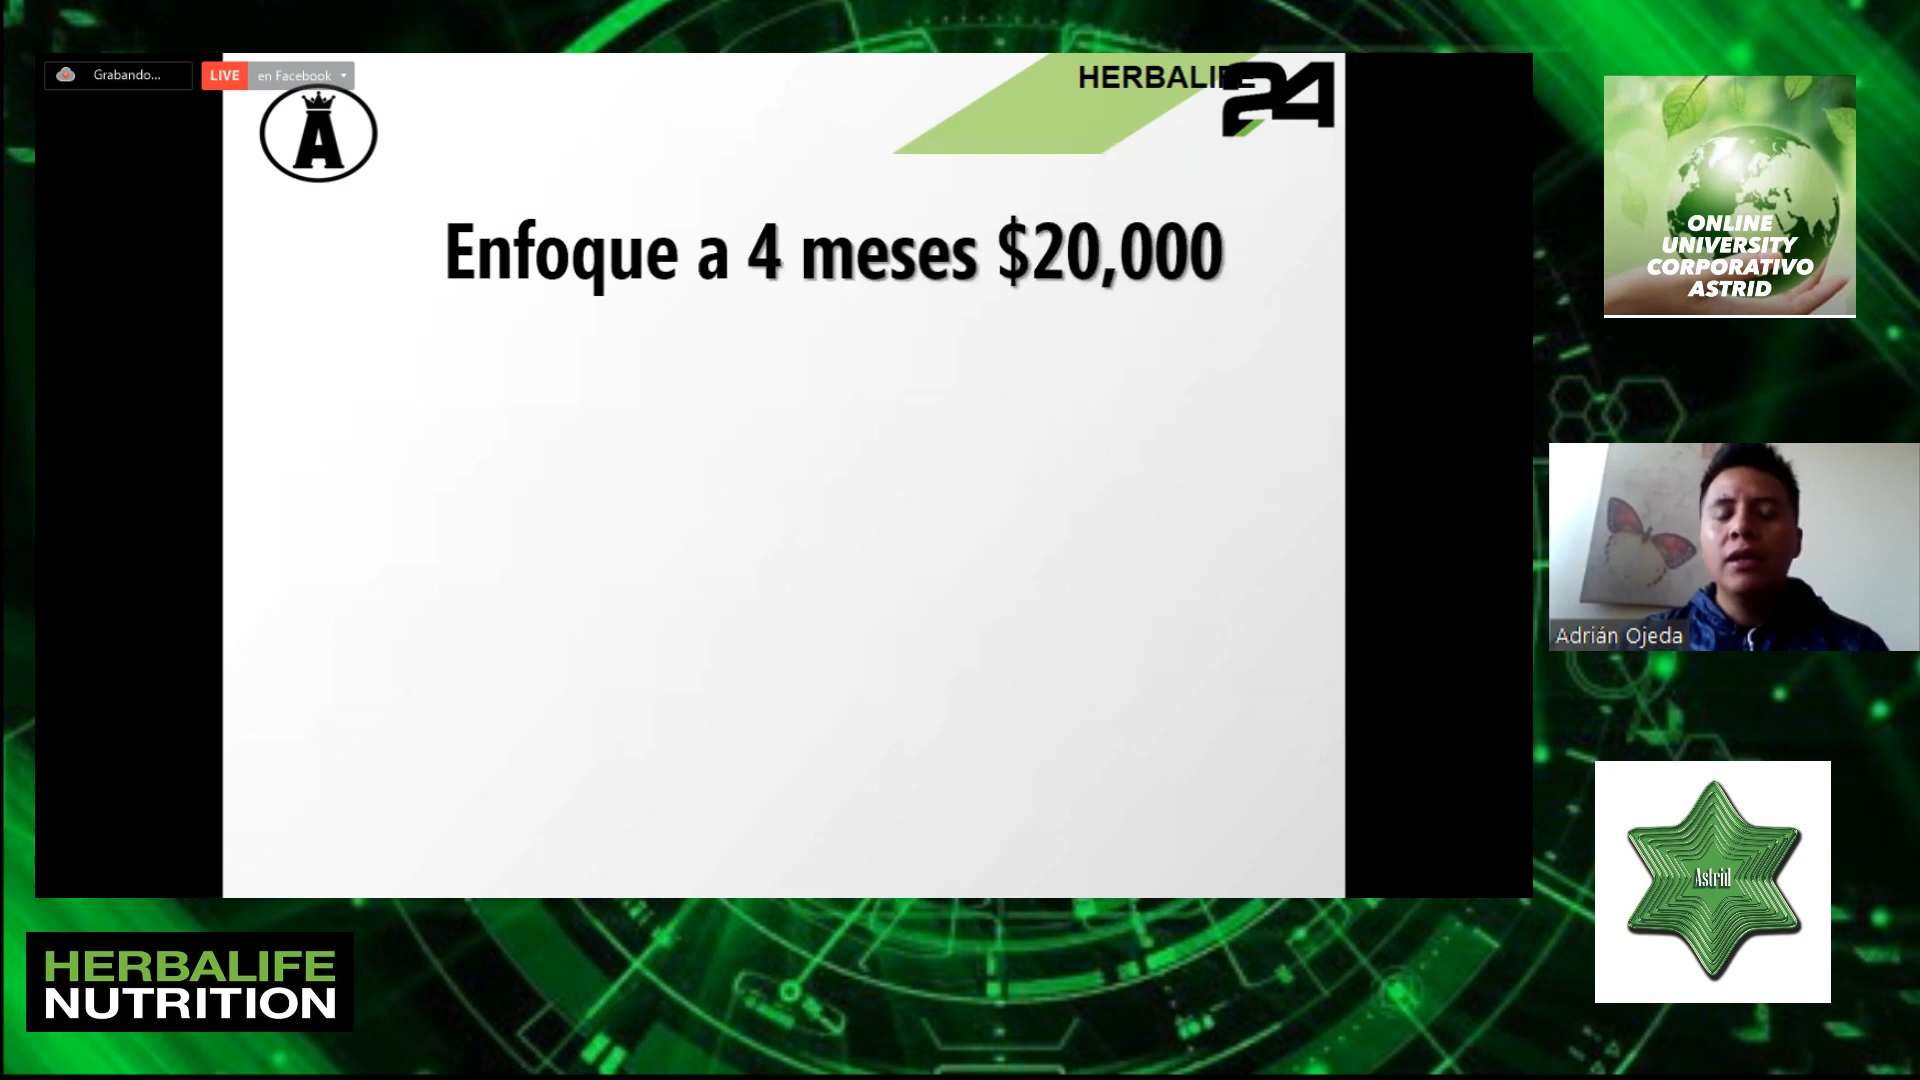 Grabando...
LIVE en Facebook
A
HERBALIFE
24
Enfoque a 4 meses $20,000
ONLINE
UNIVERSITY
CORPORATIVO
ASTRID
Adrián Ojeda
Astrid
HERBALIFE
NUTRITION